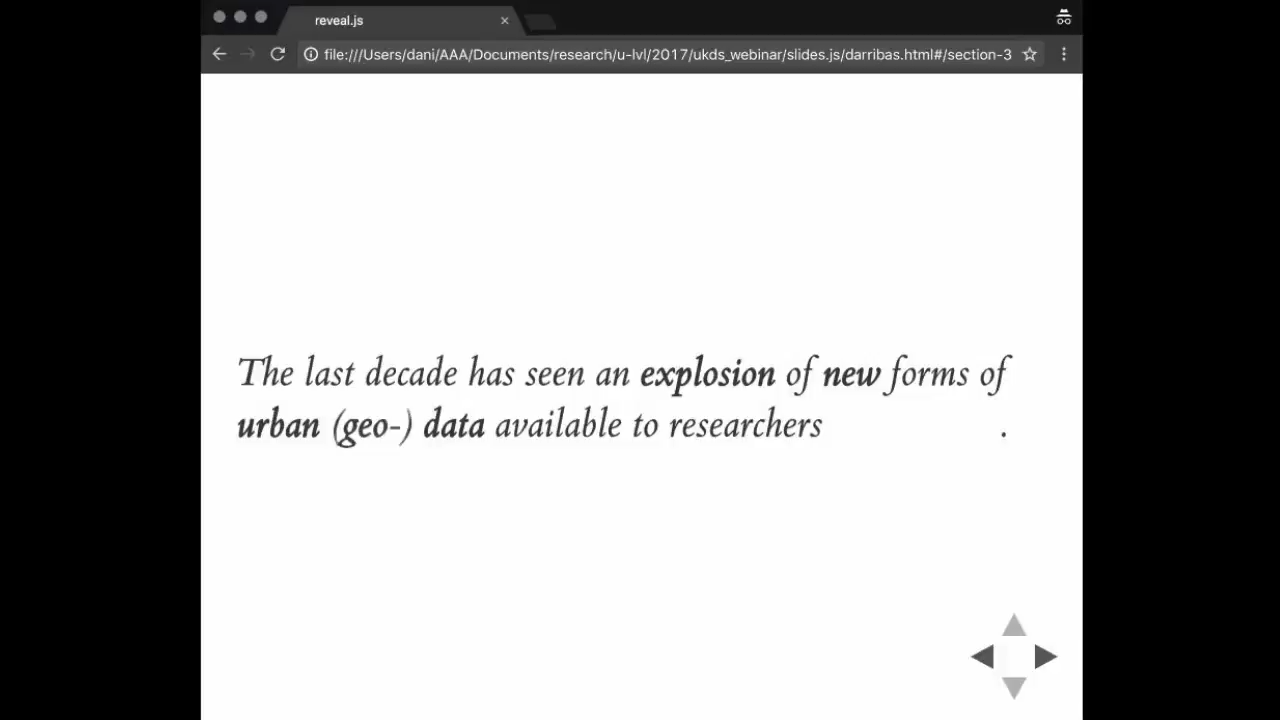 reveal.js
file:///Users/dani/AAA/Documents/research/u-lvl/2017/ukds_webinar/slides.js/darribas.html#/section-3
The last decade has seen an explosion of new forms of
urban (geo-) data available to researchers .